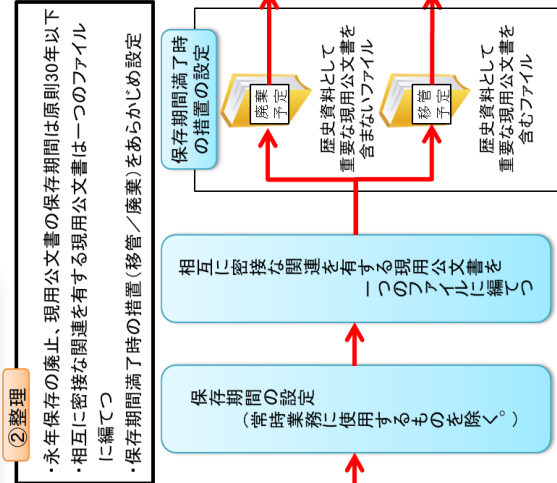 ②整理
・永年保存の廃止、現用公文書の保存期間は原則30年以下
・相互に密接な関連を有する現用公文書は一つのファイル
に編てつ
・保存期間満了時の措置(移管/廃棄)をあらかじめ設定
保存期間の設定
(常時業務に使用するものを除く。)
相互に密接な関連を有する現用公文書を
一つのファイルに編てつ
保存期間満了時
の措置の設定
廃棄
予定
歴史資料として
重要な現用公文書を
含まないファイル
移管
予定
歴史資料として
重要な現用公文書を
含むファイル